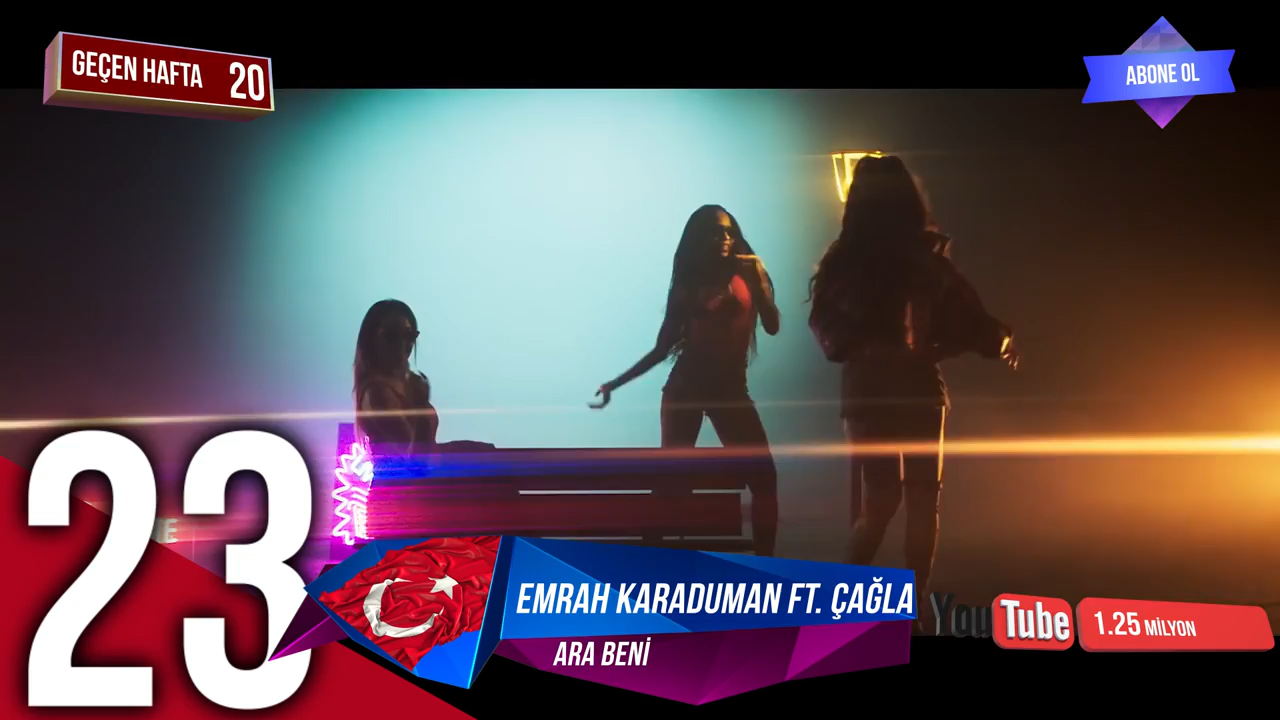 GEÇEN HAFTA 20
ABONE OL
23
EMRAH KARADUMAN FT. ÇAĞLA
ARA BENİ
YouTube 1.25 MİLYON